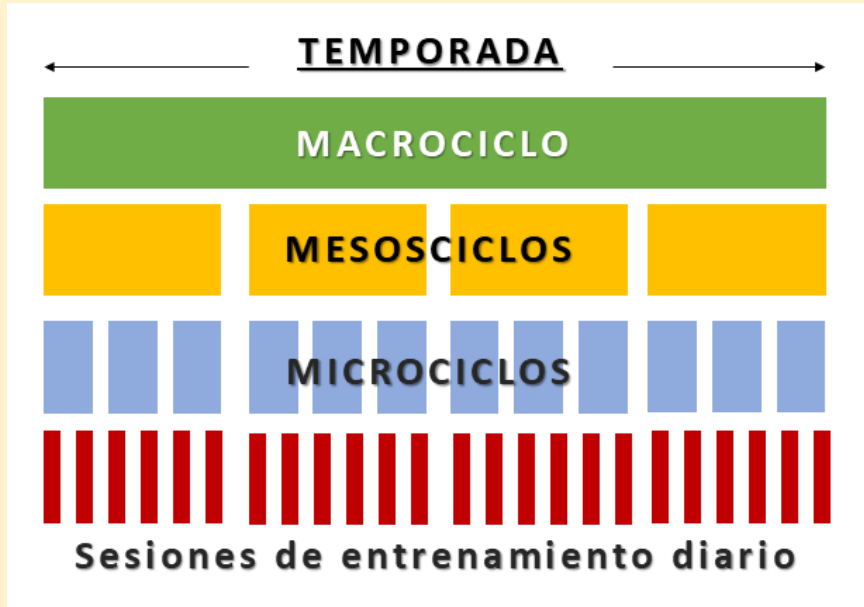 TEMPORADA
MACROCICLO
MESOSCICLOS
MICROCICLOS
Sesiones de entrenamiento diario